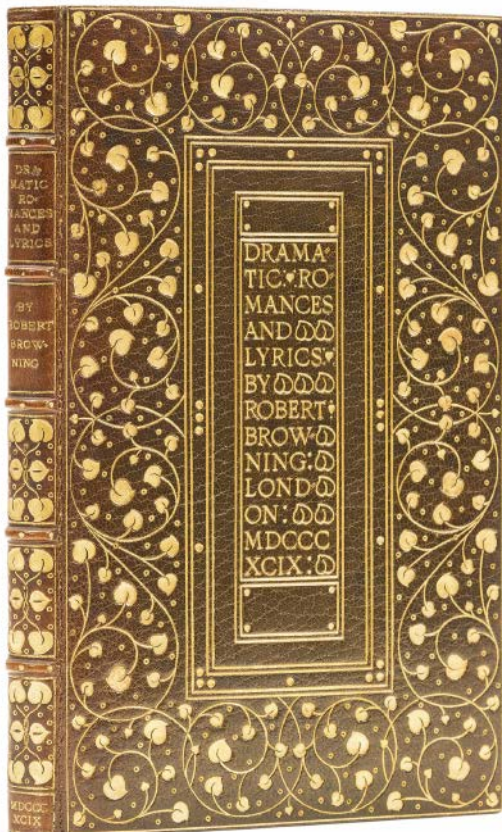 DRA
MATIC
RO
MANCES
AND
LYRICS
BY
ROBERT
BROW
NING
MDCCC
XCIX
DRAMA
TIC RO
MANCES
AND
LYRICS
BY
ROBERT
BROW
NING:
LOND
ON:
MDCCC
XCIX: